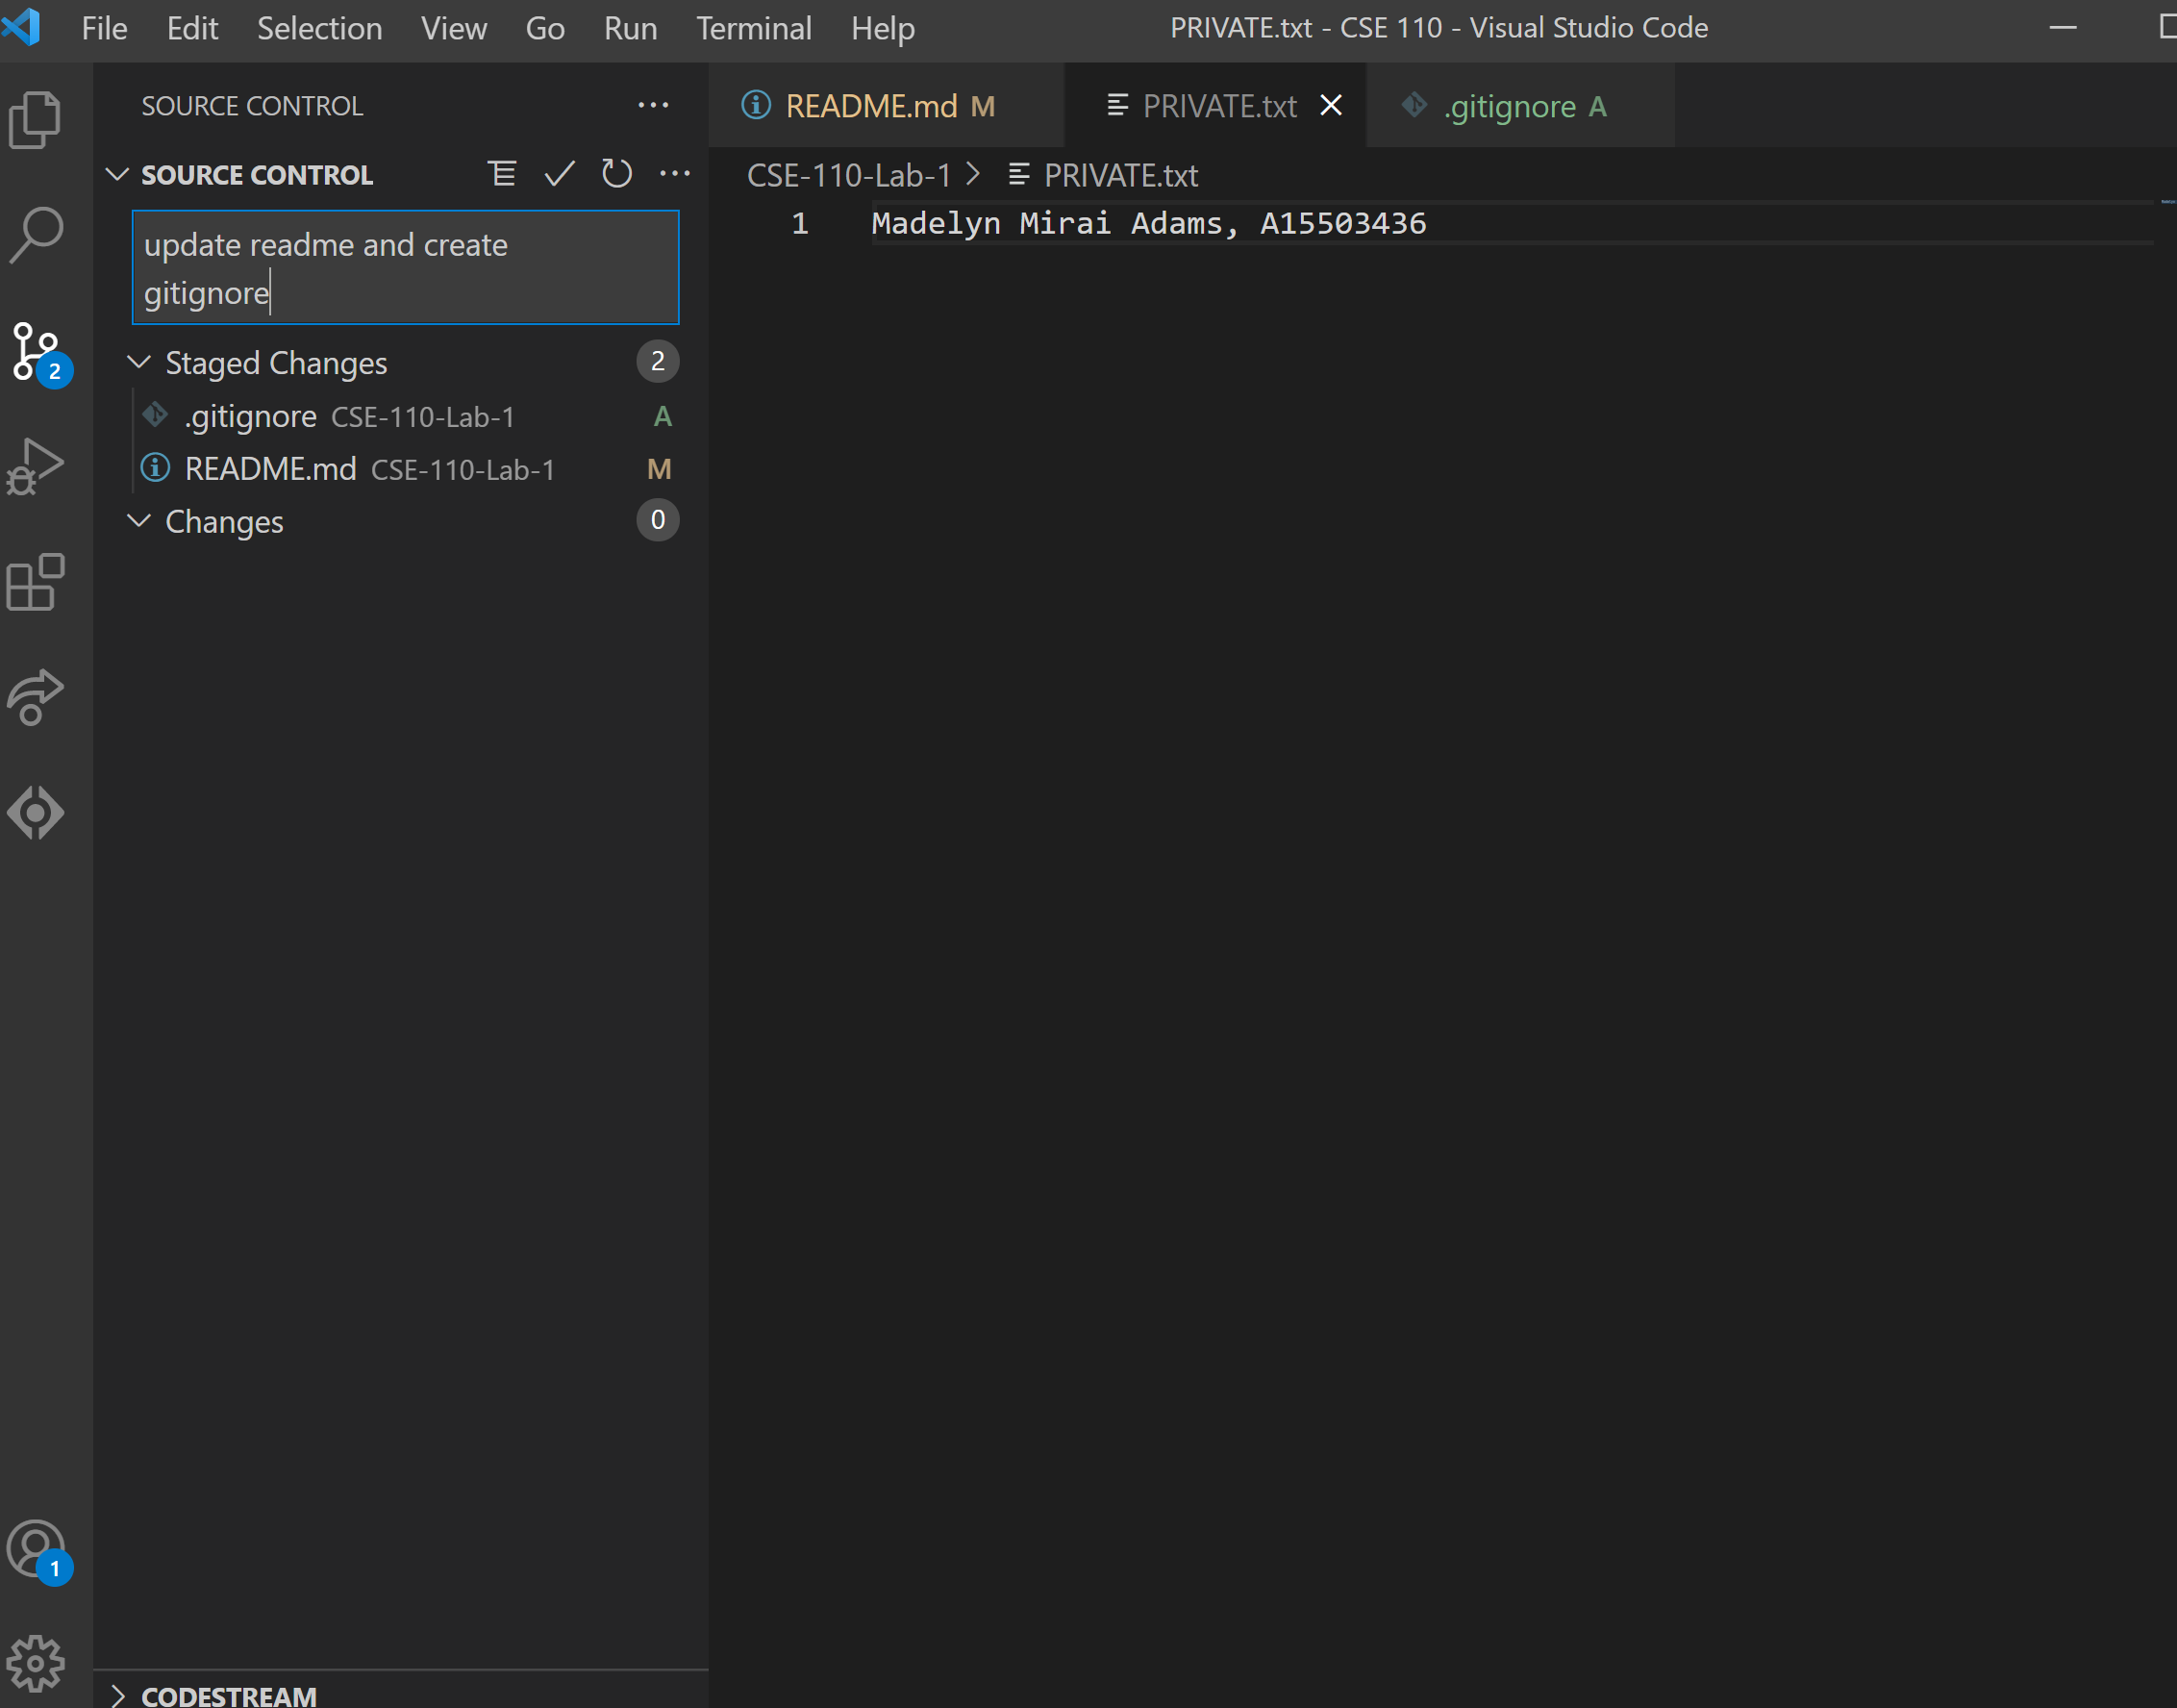 File Edit Selection View Go Run Terminal Help PRIVATE.txt - CSE 110 - Visual Studio Code
SOURCE CONTROL
README.md M PRIVATE.txt .gitignore A
SOURCE CONTROL
CSE-110-Lab-1 PRIVATE.txt
1 Madelyn Mirai Adams, A15503436
update readme and create
gitignore
Staged Changes 2
.gitignore CSE-110-Lab-1 A
README.md CSE-110-Lab-1 M
Changes 0
2
1
CODESTREAM